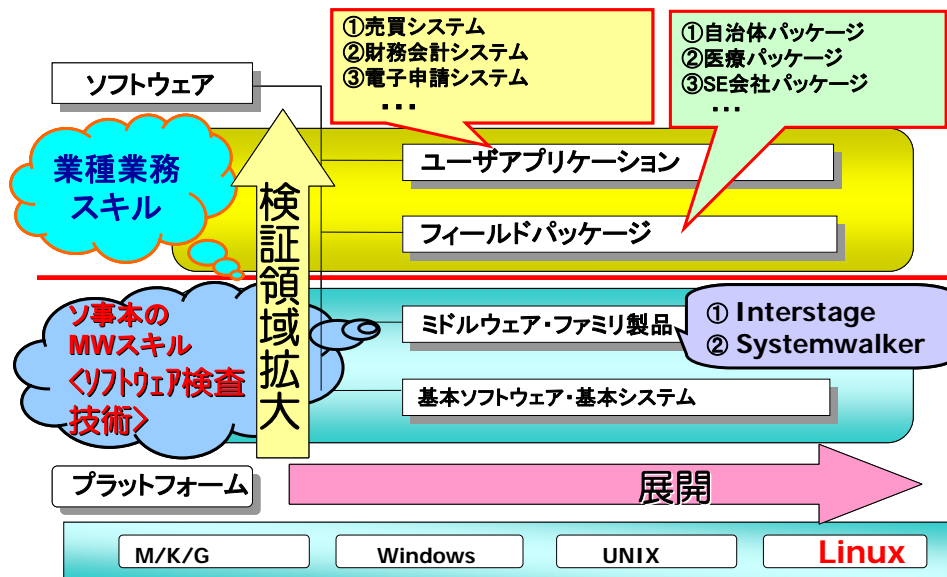 ①売買システム
②財務会計システム
③電子申請システム
・・・
①自治体パッケージ
②医療パッケージ
③SE会社パッケージ
・・・
ソフトウェア
業種業務
スキル
検証領域拡大
ユーザアプリケーション
フィールドパッケージ
ソ事本の
MWスキル
<ソフトウェア検査
技術>
ミドルウェア・ファミリ製品
① Interstage
② Systemwalker
基本ソフトウェア・基本システム
プラットフォーム
展開
M/K/G
Windows
UNIX
Linux